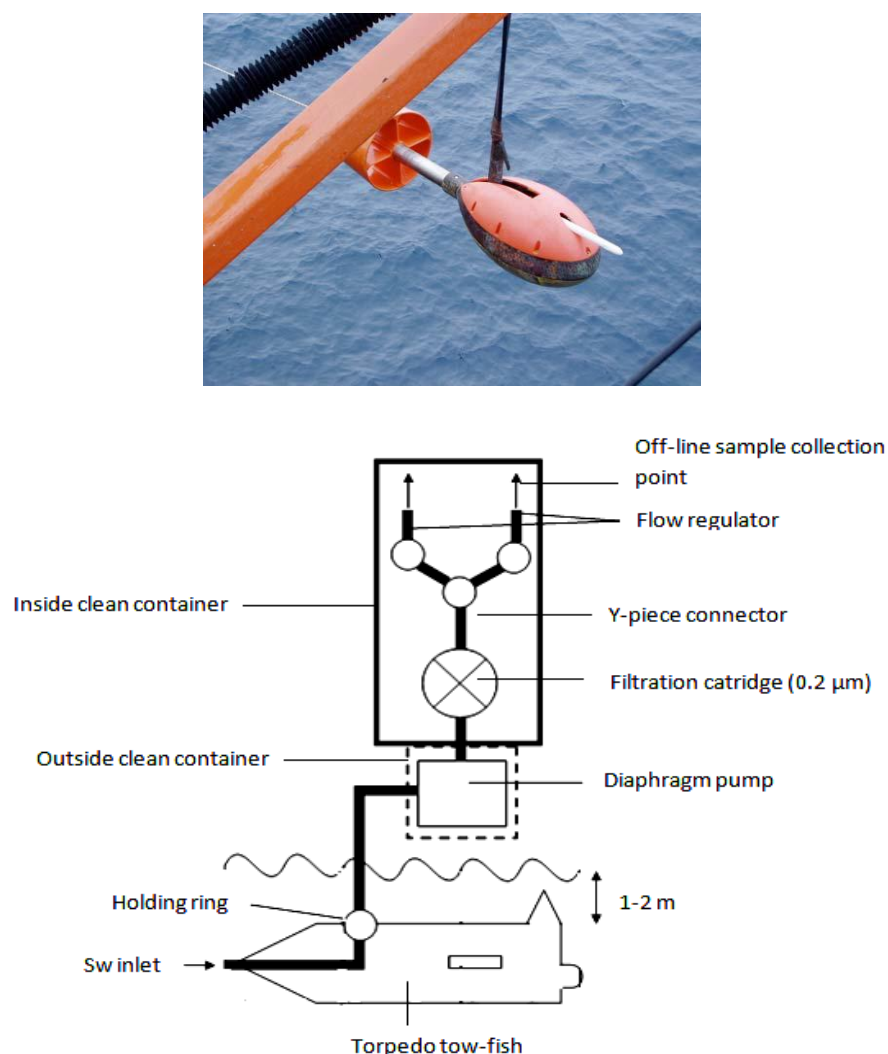 Off-line sample collection
point
Flow regulator
Inside clean container
Y-piece connector
Filtration catridge (0.2 µm)
Outside clean container
Diaphragm pump
Holding ring
1-2 m
Sw inlet
Torpedo tow-fish